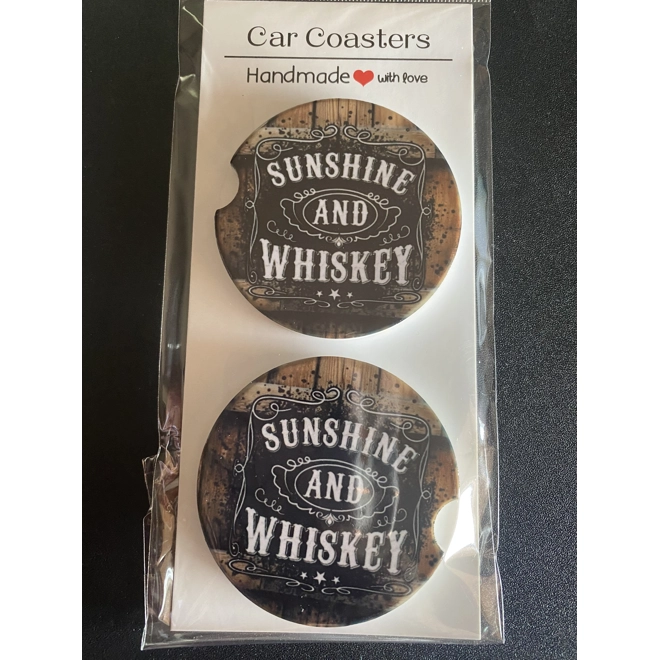 Car Coasters
Handmade with love
SUNSHINE
AND
WHISKEY
SUNSHINE
AND
WHISKEY